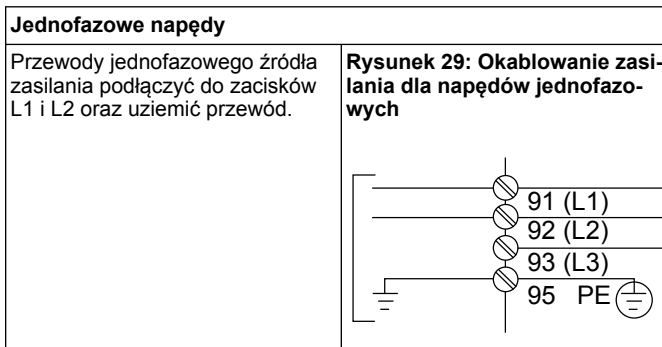 Jednofazowe napędy
Przewody jednofazowego źródła
zasilania podłączyć do zacisków
L1 i L2 oraz uziemić przewód.
Rysunek 29: Okablowanie zasi-
lania dla napędów jednofazo-
wych
91 (L1)
92 (L2)
93 (L3)
95 PE